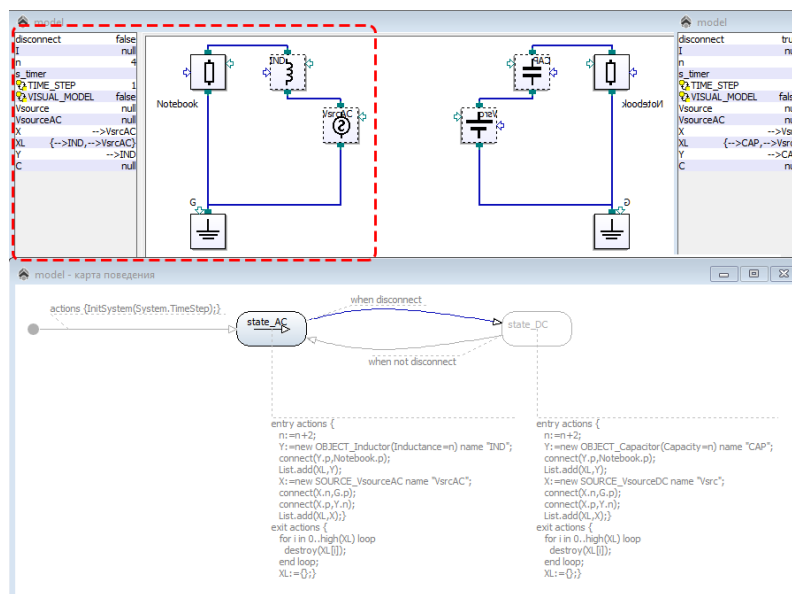 model
disconnect false
I null
n 4
s_timer
TIME_STEP 1
VISUAL_MODEL false
Vsource null
VsourceAC null
X -->VsrcAC
XL {-->IND,-->VsrcAC}
Y -->IND
C null
IND
Notebook
VsrcAC
G
CAP
Notebook
Vsrc
G
model
disconnect
I
n
s_timer
TIME_STEP
VISUAL_MODEL
Vsource
VsourceAC
X
XL {-->CAP,-->Vsrc
Y
C
model - карта поведения
actions {InitSystem(System.TimeStep);}
state_AC
when disconnect
state_DC
when not disconnect
entry actions {
n:=n+2;
Y:=new OBJECT_Inductor(Inductance=n) name "IND";
connect(Y.p,Notebook.p);
List.add(XL,Y);
X:=new SOURCE_VsourceAC name "VsrcAC";
connect(X.n,G.p);
connect(X.p,Y.n);
List.add(XL,X);}
exit actions {
for i in 0..high(XL) loop
destroy(XL[i]);
end loop;
XL:={};}
entry actions {
n:=n+2;
Y:=new OBJECT_Capacitor(Capacity=n) name "CAP";
connect(Y.p,Notebook.p);
List.add(XL,Y);
X:=new SOURCE_VsourceDC name "Vsrc";
connect(X.n,G.p);
connect(X.p,Y.n);
List.add(XL,X);}
exit actions {
for i in 0..high(XL) loop
destroy(XL[i]);
end loop;
XL:={};}